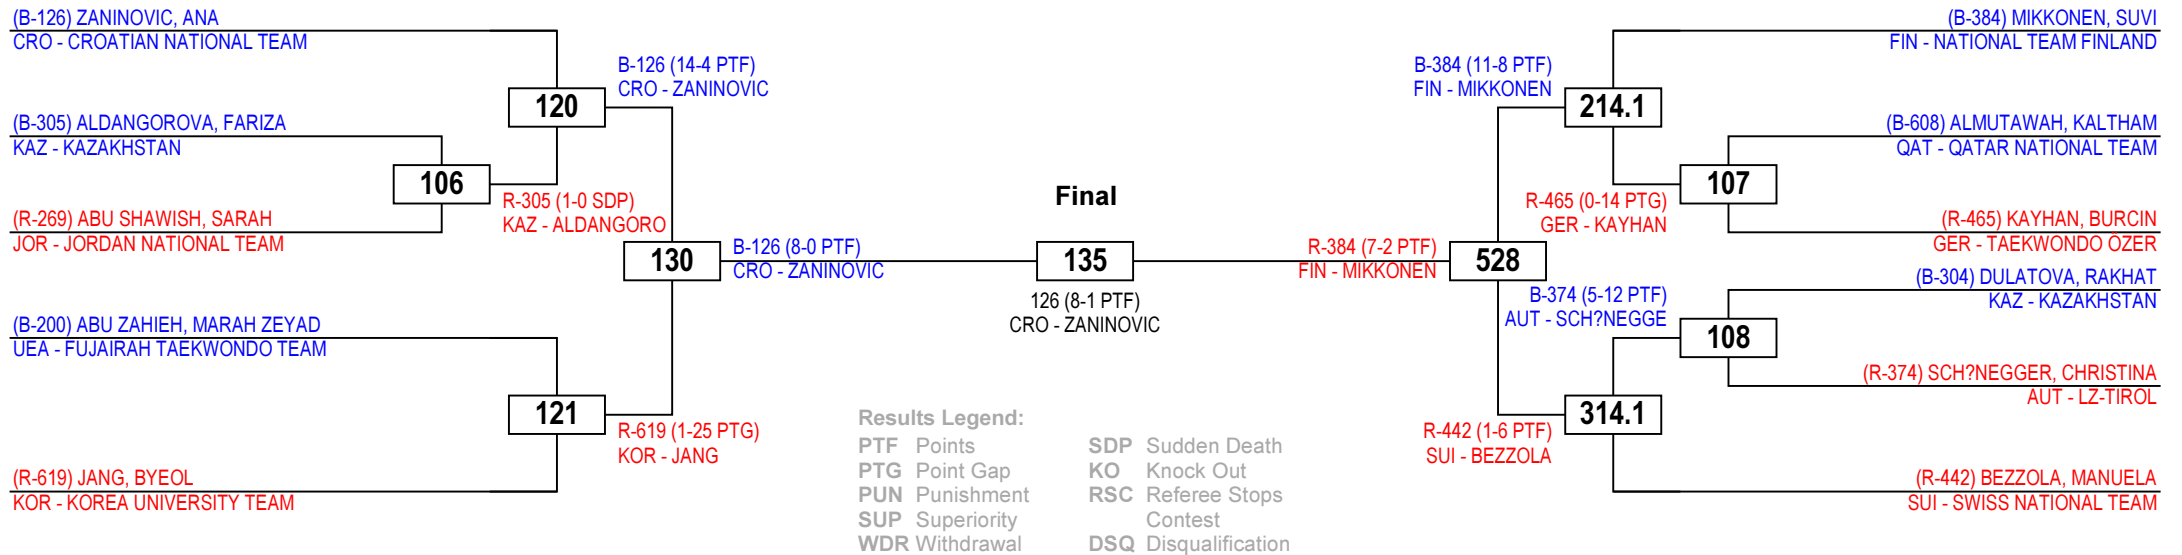 (B-126) ZANINOVIC, ANA
CRO - CROATIAN NATIONAL TEAM
(B-305) ALDANGOROVA, FARIZA
KAZ - KAZAKHSTAN
(R-269) ABU SHAWISH, SARAH
JOR - JORDAN NATIONAL TEAM
(B-200) ABU ZAHIEH, MARAH ZEYAD
UEA - FUJAIRAH TAEKWONDO TEAM
(R-619) JANG, BYEOL
KOR - KOREA UNIVERSITY TEAM
106
R-305 (1-0 SDP)
KAZ - ALDANGORO
120
B-126 (14-4 PTF)
CRO - ZANINOVIC
121
R-619 (1-25 PTG)
KOR - JANG
130
B-126 (8-0 PTF)
CRO - ZANINOVIC
Final
135
126 (8-1 PTF)
CRO - ZANINOVIC
R-384 (7-2 PTF)
FIN - MIKKONEN
528
B-384 (11-8 PTF)
FIN - MIKKONEN
214.1
R-465 (0-14 PTG)
GER - KAYHAN
107
B-374 (5-12 PTF)
AUT - SCH?NEGGE
108
R-442 (1-6 PTF)
SUI - BEZZOLA
314.1
(B-384) MIKKONEN, SUVI
FIN - NATIONAL TEAM FINLAND
(B-608) ALMUTAWAH, KALTHAM
QAT - QATAR NATIONAL TEAM
(R-465) KAYHAN, BURCIN
GER - TAEKWONDO ÖZER
(B-304) DULATOVA, RAKHAT
KAZ - KAZAKHSTAN
(R-374) SCH?NEGGER, CHRISTINA
AUT - LZ-TIROL
(R-442) BEZZOLA, MANUELA
SUI - SWISS NATIONAL TEAM
Results Legend:
PTF Points
PTG Point Gap
PUN Punishment
SUP Superiority
WDR Withdrawal
SDP Sudden Death
KO Knock Out
RSC Referee Stops
Contest
DSQ Disqualification